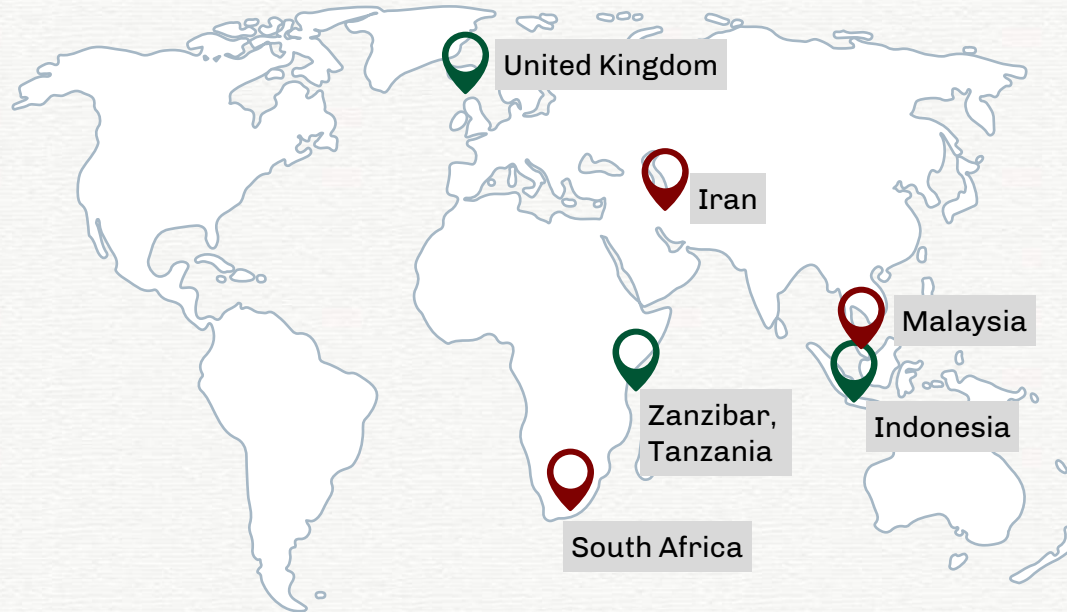 United Kingdom
Iran
Malaysia
Zanzibar,
Tanzania
Indonesia
South Africa